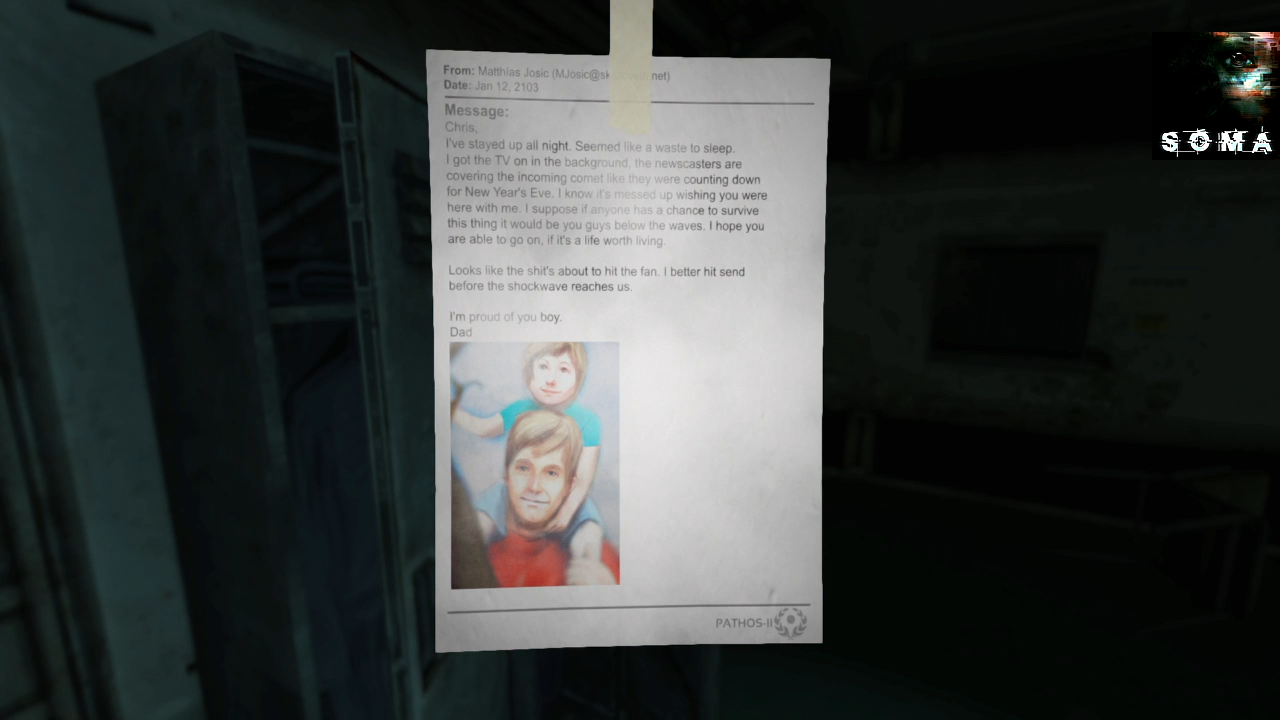 From: Matthias Josic (MJosic@sk net)
Date: Jan 12, 2103
Message:
Chris,
I've stayed up all night. Seemed like a waste to sleep.
I got the TV on in the background, the newscasters are
covering the incoming comet like they were counting down
for New Year's Eve. I know it's messed up wishing you were
here with me. I suppose if anyone has a chance to survive
this thing it would be you guys below the waves. I hope you
are able to go on, if it's a life worth living.
Looks like the shit's about to hit the fan. I better hit send
before the shockwave reaches us.
I'm proud of you boy.
Dad
PATHOS-II
SOMA